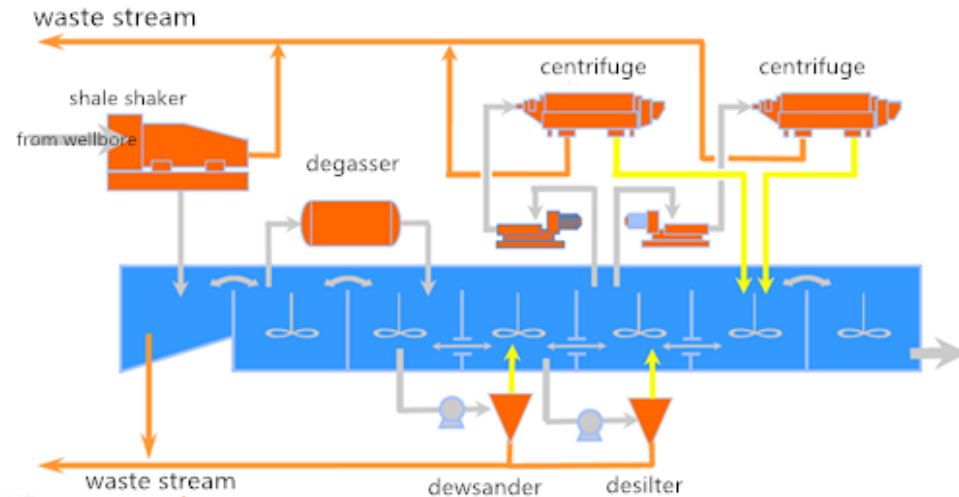 waste stream
centrifuge
centrifuge
shale shaker
from wellbore
degasser
waste stream
dewsander
desilter